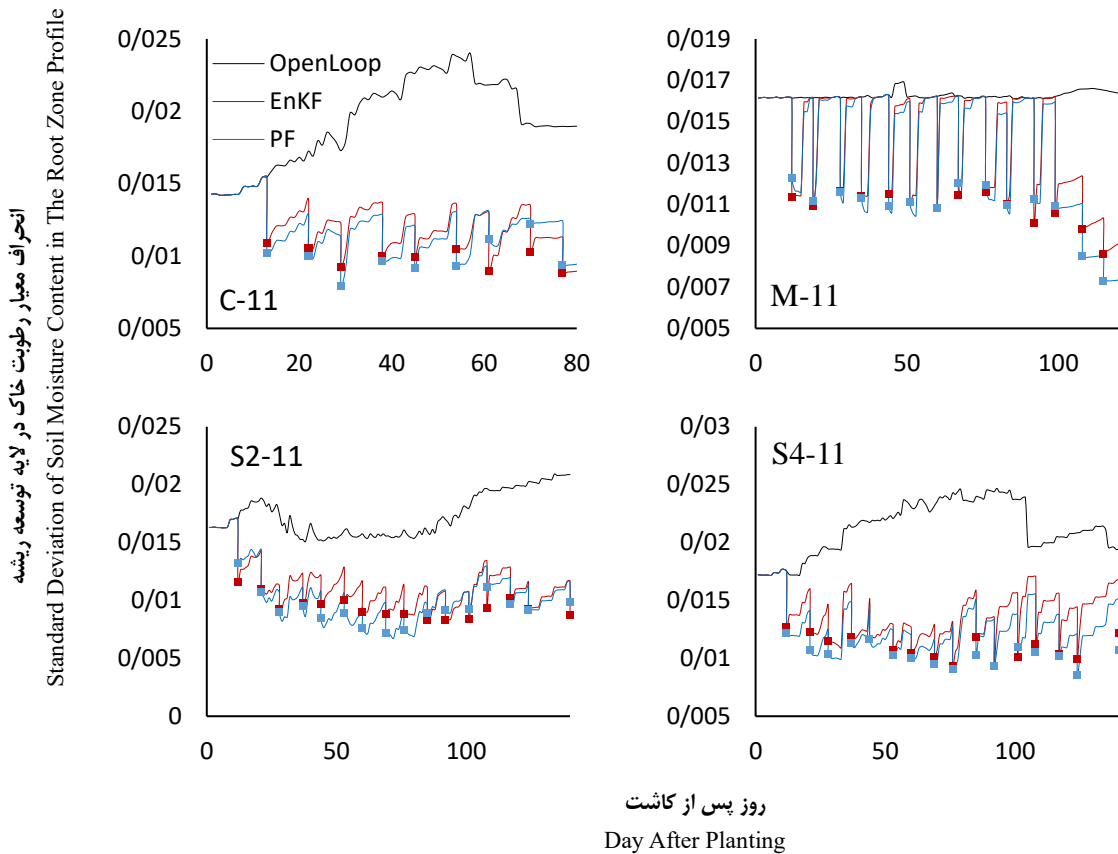 انحراف معیار رطوبت خاک در لایه توسعه ریشه
Standard Deviation of Soil Moisture Content in The Root Zone Profile
0/025
0/02
0/015
0/01
0/005
OpenLoop
EnKF
PF
C-11
0 20 40 60 80
0/019
0/017
0/015
0/013
0/011
0/009
0/007
0/005
M-11
0 50 100
0/025
0/02
0/015
0/01
0/005
0
S2-11
0 50 100
0/03
0/025
0/02
0/015
0/01
0/005
S4-11
0 50 100
روز پس از کاشت
Day After Planting